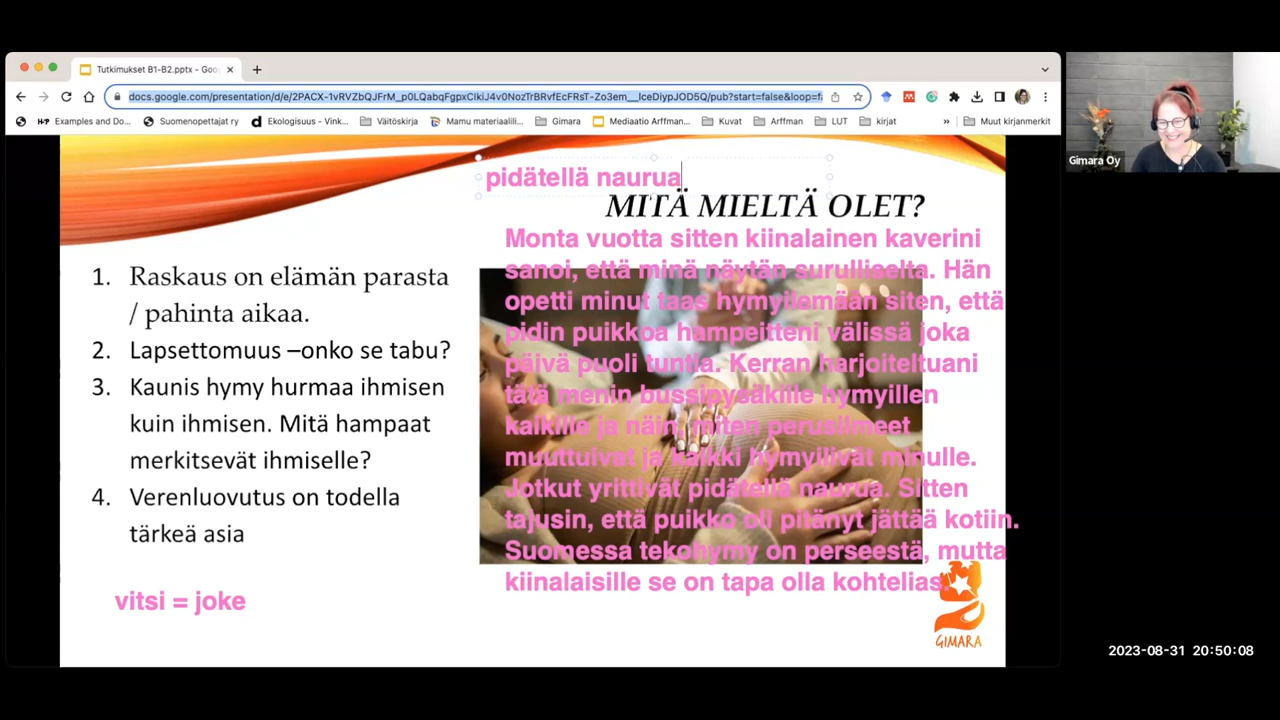 Tutkimukset B1-B2.pptx - Goo
docs.google.com/presentation/d/e/2PACX-1vRVZbQJFrM_p0LQabqFgpxClkiJ4v0NozTrBRvfEcFRsT-Zo3em__lceDiypJOD5Q/pub?start=false&loop=f
Examples and Do... Suomenopettajat ry Ekologisuus - Vink... Väitöskirja Mamu materiaalili... Gimara Mediaatio Arffman... Kuvat Arffman LUT kirjat » Muut kirjanmerkit
Gimara Oy
pidätellä naurua
MITÄ MIELTÄ OLET?
1. Raskaus on elämän parasta
/ pahinta aikaa.
2. Lapsettomuus –onko se tabu?
3. Kaunis hymy hurmaa ihmisen
kuin ihmisen. Mitä hampaat
merkitsevät ihmiselle?
4. Verenluovutus on todella
tärkeä asia
vitsi = joke
Monta vuotta sitten kiinalainen kaverini
sanoi, että minä näytän surulliselta. Hän
opetti minut taas hymyilemään siten, että
pidin puikkoa hampeitteni välissä joka
päivä puoli tuntia. Kerran harjoiteltuani
tätä menin bussipysäkille hymyillen
kaikille ja näin, miten perusilmeet
muuttuivat ja kaikki hymyilivät minulle.
Jotkut yrittivät pidätellä naurua. Sitten
tajusin, että puikko oli pitänyt jättää kotiin.
Suomessa tekohymy on perseestä, mutta
kiinalaisille se on tapa olla kohtelias.
GIMARA
2023-08-31 20:50:08